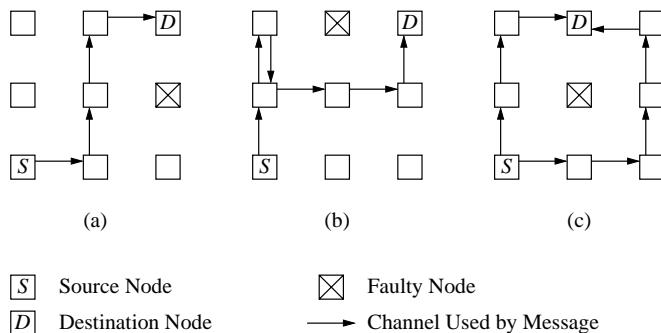 D D D
S S S
(a) (b) (c)
S Source Node Faulty Node
D Destination Node Channel Used by Message